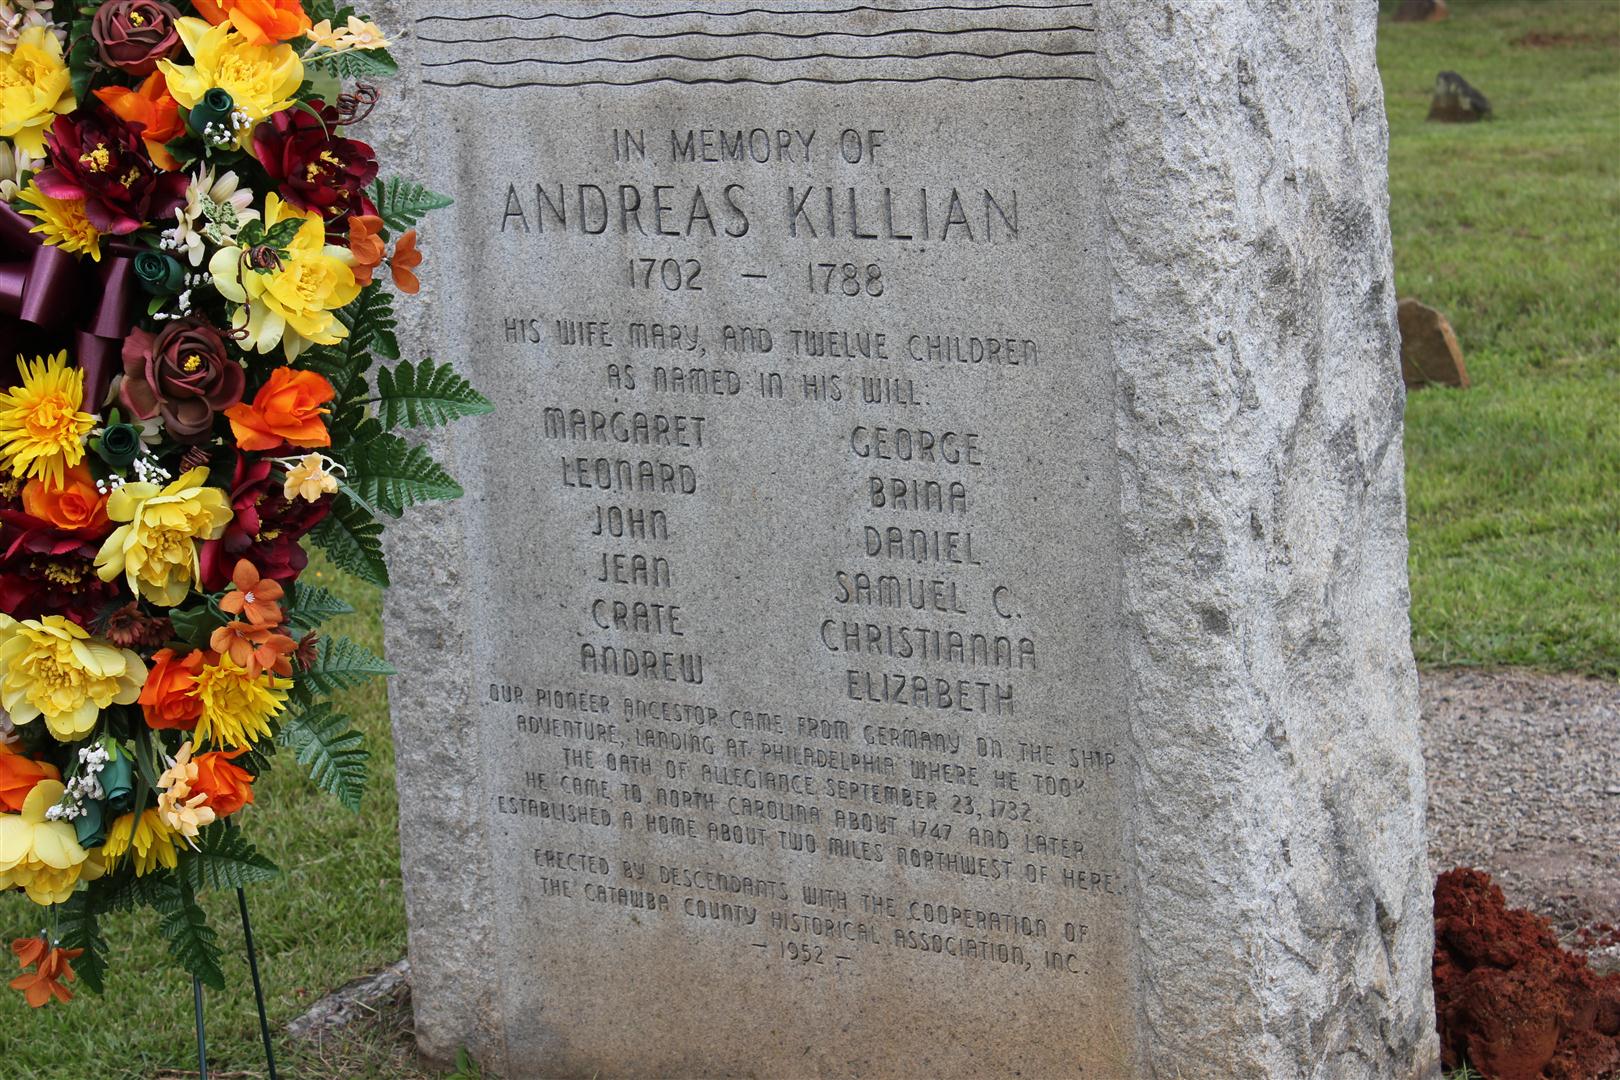 IN MEMORY OF
ANDREAS KILLIAN
1702 — 1788
HIS WIFE MARY, AND TWELVE CHILDREN
AS NAMED IN HIS WILL:
MARGARET
LEONARD
JOHN
JEAN
CRATE
ANDREW
GEORGE
BRINA
DANIEL
SAMUEL C.
CHRISTIANNA
ELIZABETH
OUR PIONEER ANCESTOR CAME FROM GERMANY ON THE SHIP
ADVENTURE, LANDING AT PHILADELPHIA WHERE HE TOOK
THE OATH OF ALLEGIANCE SEPTEMBER 23, 1732.
HE CAME TO NORTH CAROLINA ABOUT 1747 AND LATER
ESTABLISHED A HOME ABOUT TWO MILES NORTHWEST OF HERE.
ERECTED BY DESCENDANTS WITH THE COOPERATION OF
THE CATAWBA COUNTY HISTORICAL ASSOCIATION, INC.
— 1952 —